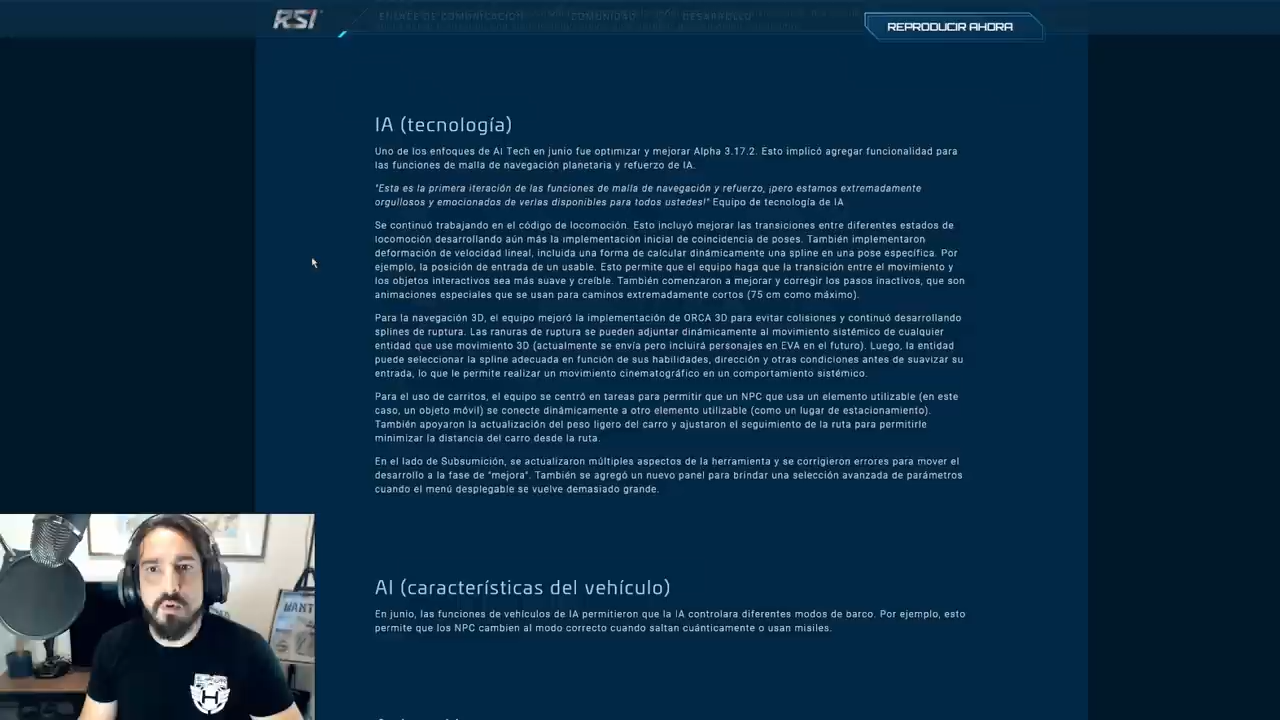 RSI
ENLACE DE COMUNICACIÓN
COMUNIDAD
DESARROLLO
REPRODUCIR AHORA
IA (tecnología)
Uno de los enfoques de AI Tech en junio fue optimizar y mejorar Alpha 3.17.2. Esto implicó agregar funcionalidad para
las funciones de malla de navegación planetaria y refuerzo de IA.
"Esta es la primera iteración de las funciones de malla de navegación y refuerzo, ¡pero estamos extremadamente
orgullosos y emocionados de verlas disponibles para todos ustedes!" Equipo de tecnología de IA
Se continuó trabajando en el código de locomoción. Esto incluyó mejorar las transiciones entre diferentes estados de
locomoción desarrollando aún más la implementación inicial de coincidencia de poses. También implementaron
deformación de velocidad lineal, incluida una forma de calcular dinámicamente una spline en una pose específica. Por
ejemplo, la posición de entrada de un usable. Esto permite que el equipo haga que la transición entre el movimiento y
los objetos interactivos sea más suave y creíble. También comenzaron a mejorar y corregir los pasos inactivos, que son
animaciones especiales que se usan para caminos extremadamente cortos (75 cm como máximo).
Para la navegación 3D, el equipo mejoró la implementación de ORCA 3D para evitar colisiones y continuó desarrollando
splines de ruptura. Las ranuras de ruptura se pueden adjuntar dinámicamente al movimiento sistémico de cualquier
entidad que use movimiento 3D (actualmente se envía pero incluirá personajes en EVA en el futuro). Luego, la entidad
puede seleccionar la spline adecuada en función de sus habilidades, dirección y otras condiciones antes de suavizar su
entrada, lo que le permite realizar un movimiento cinematográfico en un comportamiento sistémico.
Para el uso de carritos, el equipo se centró en tareas para permitir que un NPC que usa un elemento utilizable (en este
caso, un objeto móvil) se conecte dinámicamente a otro elemento utilizable (como un lugar de estacionamiento).
También apoyaron la actualización del peso ligero del carro y ajustaron el seguimiento de la ruta para permitirle
minimizar la distancia del carro desde la ruta.
En el lado de Subsumición, se actualizaron múltiples aspectos de la herramienta y se corrigieron errores para mover el
desarrollo a la fase de "mejora". También se agregó un nuevo panel para brindar una selección avanzada de parámetros
cuando el menú desplegable se vuelve demasiado grande.
AI (características del vehículo)
En junio, las funciones de vehículos de IA permitieron que la IA controlara diferentes modos de barco. Por ejemplo, esto
permite que los NPC cambien al modo correcto cuando saltan cuánticamente o usan misiles.
WANT
H